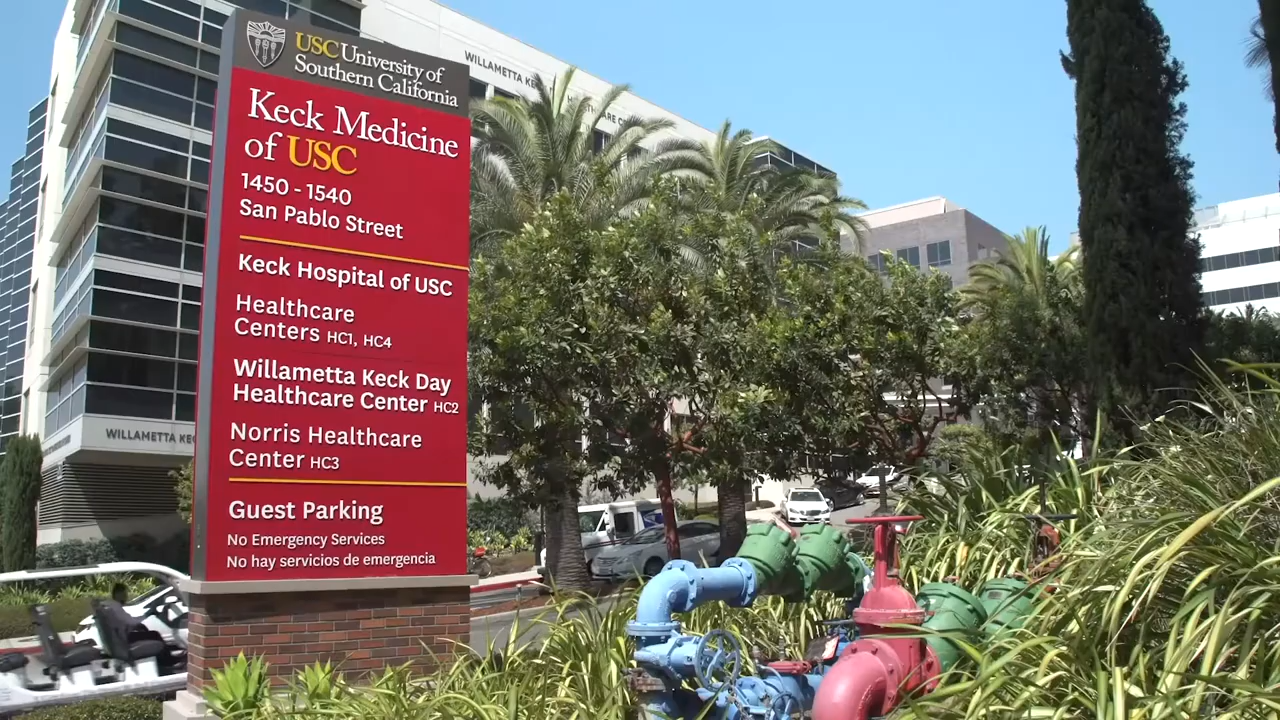 USC University of
Southern California
Keck Medicine
of USC
1450 - 1540
San Pablo Street
Keck Hospital of USC
Healthcare
Centers HC1, HC4
Willametta Keck Day
Healthcare Center HC2
Norris Healthcare
Center HC3
Guest Parking
No Emergency Services
No hay servicios de emergencia
WILLAMETTA
WILLAMETTA